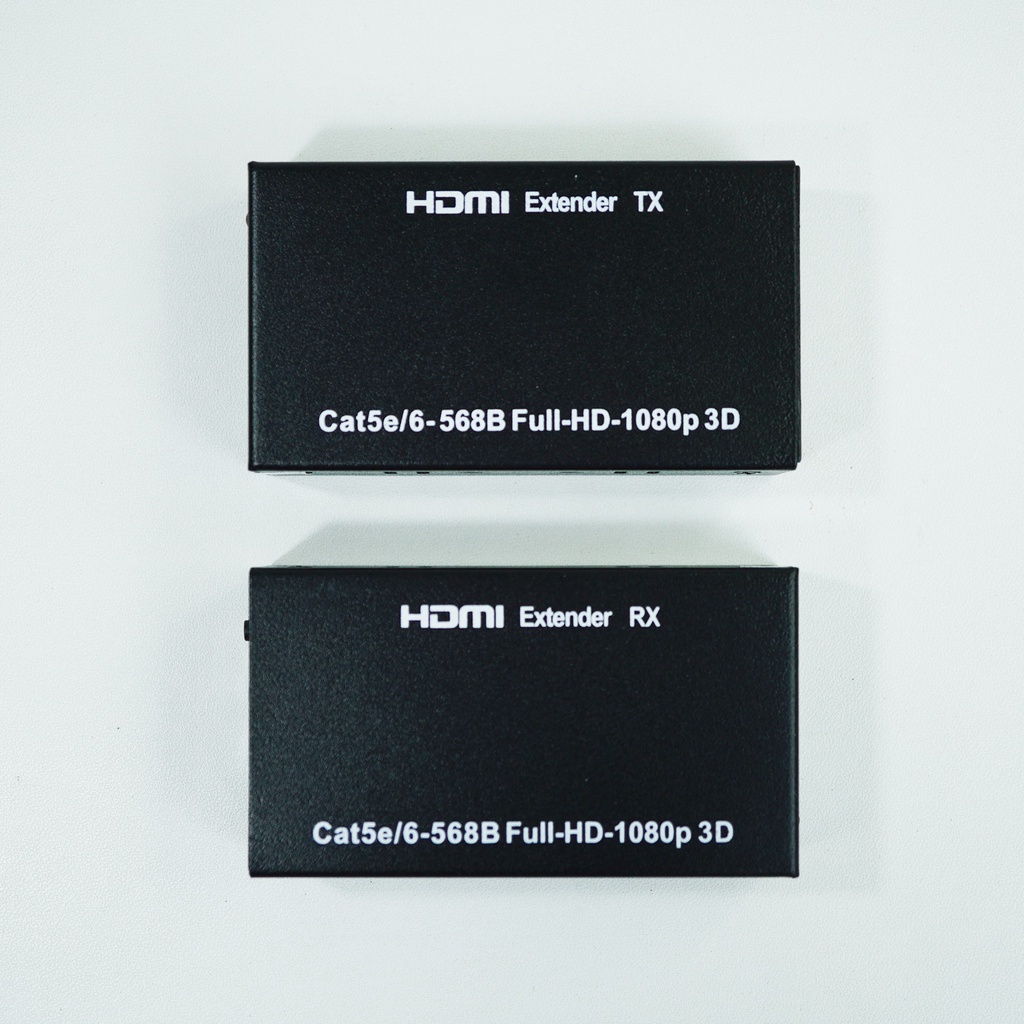 HDMI Extender TX
Cat5e/6-568B Full-HD-1080p 3D
HDMI Extender RX
Cat5e/6-568B Full-HD-1080p 3D